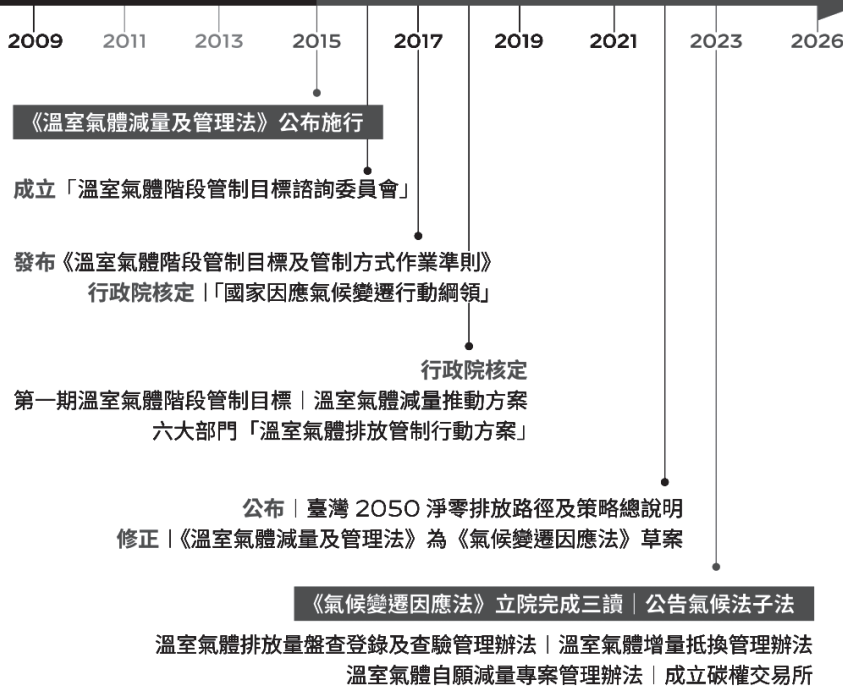 2009 2011 2013 2015 2017 2019 2021 2023 2026
《溫室氣體減量及管理法》公布施行
成立「溫室氣體階段管制目標諮詢委員會」
發布《溫室氣體階段管制目標及管制方式作業準則》
行政院核定|「國家因應氣候變遷行動綱領」
行政院核定
第一期溫室氣體階段管制目標|溫室氣體減量推動方案
六大部門「溫室氣體排放管制行動方案」
公布|臺灣 2050 淨零排放路徑及策略總說明
修正|《溫室氣體減量及管理法》為《氣候變遷因應法》草案
《氣候變遷因應法》立院完成三讀|公告氣候法子法
溫室氣體排放量盤查登錄及查驗管理辦法|溫室氣體增量抵換管理辦法
溫室氣體自願減量專案管理辦法|成立碳權交易所